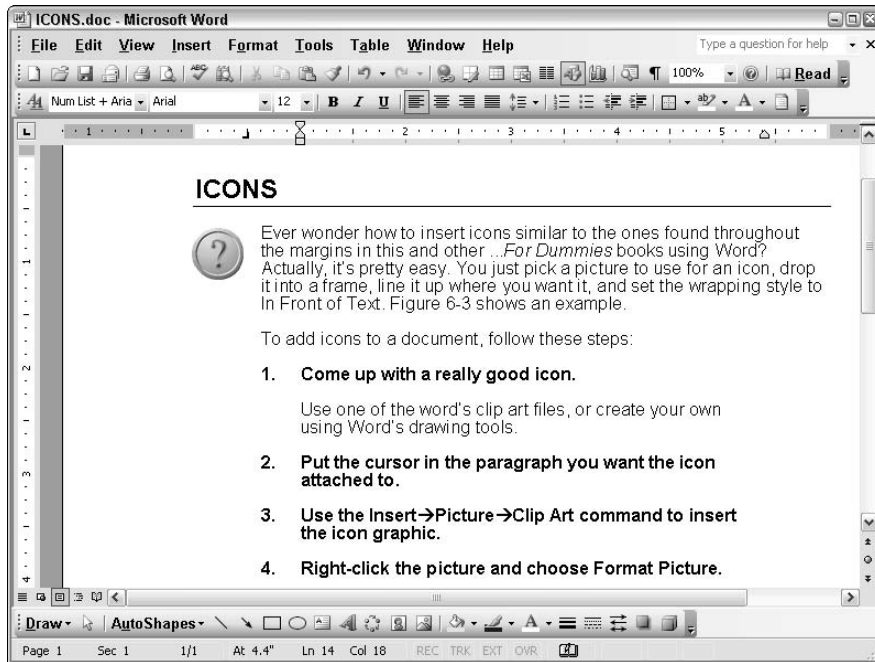 ICONS.doc - Microsoft Word
File Edit View Insert Format Tools Table Window Help Type a question for help
100% Read
Num List + Aria Arial 12 B I U
1 1 2 3 4 5
ICONS
Ever wonder how to insert icons similar to the ones found throughout
the margins in this and other ...For Dummies books using Word?
Actually, it's pretty easy. You just pick a picture to use for an icon, drop
it into a frame, line it up where you want it, and set the wrapping style to
In Front of Text. Figure 6-3 shows an example.
To add icons to a document, follow these steps:
1. Come up with a really good icon.
Use one of the word's clip art files, or create your own
using Word's drawing tools.
2. Put the cursor in the paragraph you want the icon
attached to.
3. Use the Insert→Picture→Clip Art command to insert
the icon graphic.
4. Right-click the picture and choose Format Picture.
Draw AutoShapes
Page 1 Sec 1 1/1 At 4.4" Ln 14 Col 18 REC TRK EXT OVR